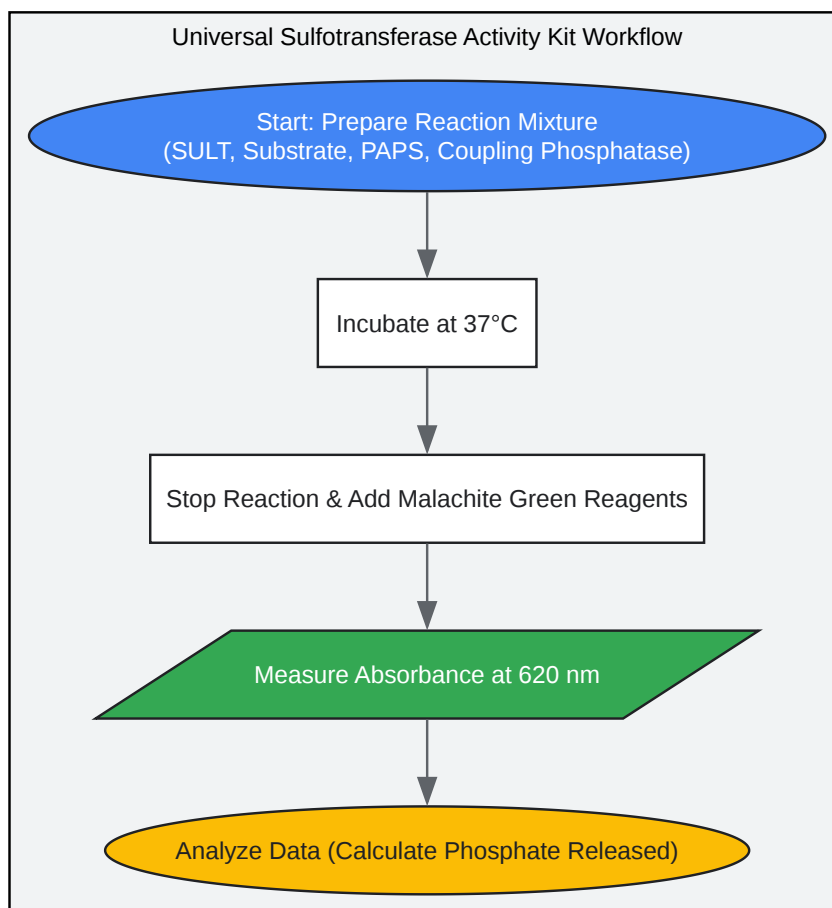 Universal Sulfotransferase Activity Kit Workflow
Start: Prepare Reaction Mixture
(SULT, Substrate, PAPS, Coupling Phosphatase)
Incubate at 37°C
Stop Reaction & Add Malachite Green Reagents
Measure Absorbance at 620 nm
Analyze Data (Calculate Phosphate Released)